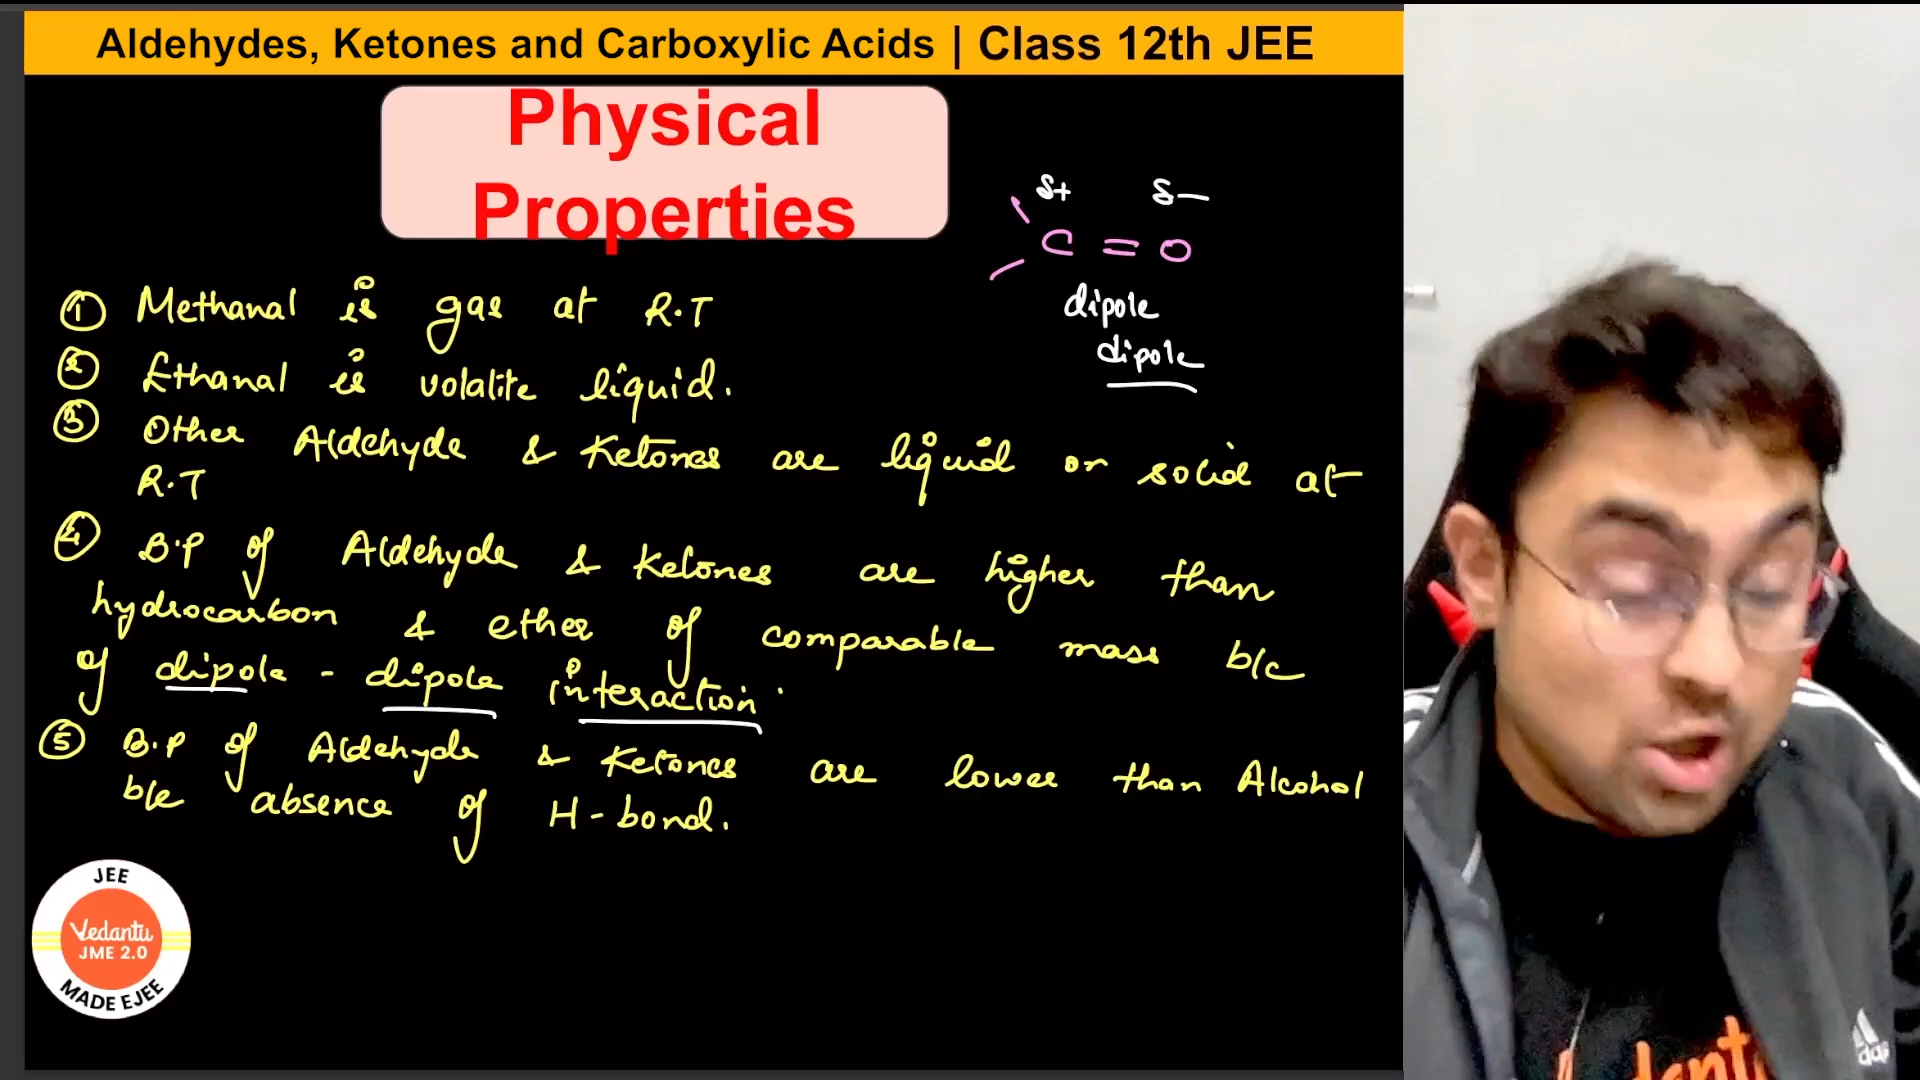 Aldehydes, Ketones and Carboxylic Acids | Class 12th JEE
Physical
Properties
δ+ δ-
C = O
dipole
dipole
① Methanal is gas at R.T
② Ethanal is volatite liquid.
③ Other Aldehyde & Ketones are liquid or solid at
R.T
④ B.P of Aldehyde & Ketones are higher than
hydrocarbon & ether of comparable mass b/c
of dipole - dipole interaction.
⑤ B.P of Aldehyde & Ketones are lower than Alcohol
b/c absence of H-bond.
JEE
Vedantu
JME 2.0
MADE EJEE